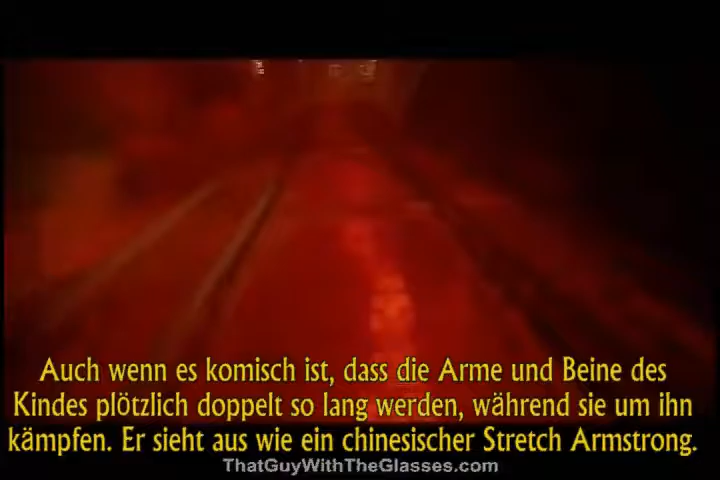 Auch wenn es komisch ist, dass die Arme und Beine des
Kindes plötzlich doppelt so lang werden, während sie um ihn
kämpfen. Er sieht aus wie ein chinesischer Stretch Armstrong.
ThatGuyWithTheGlasses.com